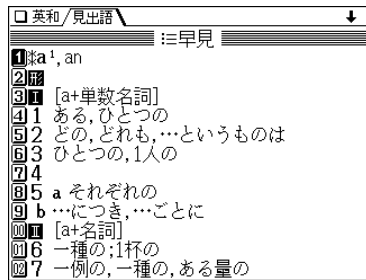 英和/見出語
≔早見
1 ※a¹, an
2 形
3 I [a+単数名詞]
4 1 ある,ひとつの
5 2 どの,どれも,…というものは
6 3 ひとつの,1人の
7 4
8 5 a それぞれの
9 b …につき,…ごとに
00 II [a+名詞]
01 6 一種の;1杯の
02 7 一例の,一種の,ある量の